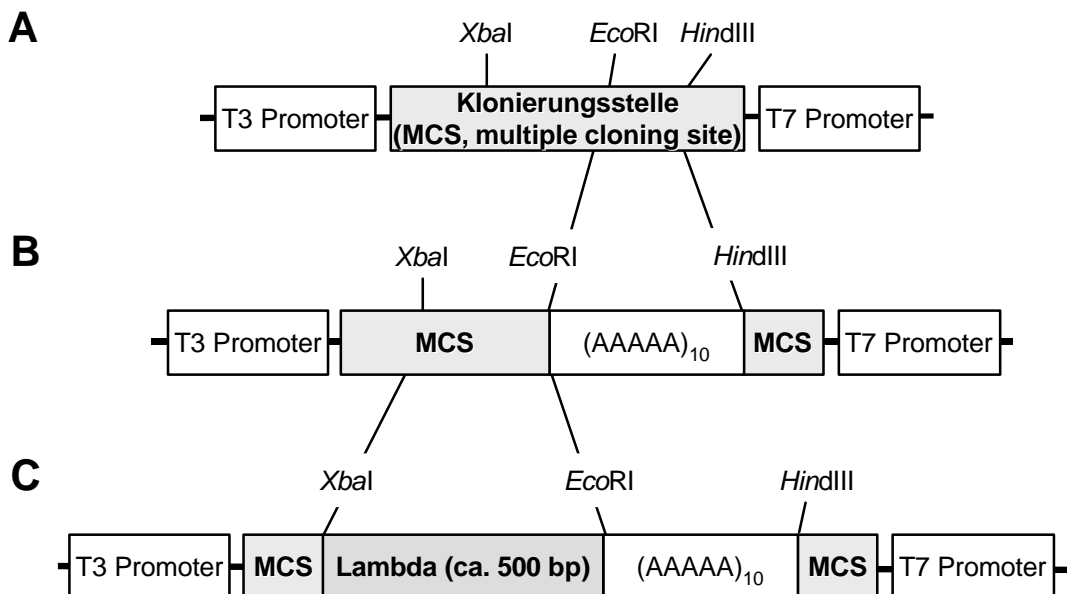 A
XbaI EcoRI HindIII
T3 Promoter Klonierungsstelle T7 Promoter
(MCS, multiple cloning site)
B
XbaI EcoRI HindIII
T3 Promoter MCS (AAAAA)10 MCS T7 Promoter
C
XbaI EcoRI HindIII
T3 Promoter MCS Lambda (ca. 500 bp) (AAAAA)10 MCS T7 Promoter